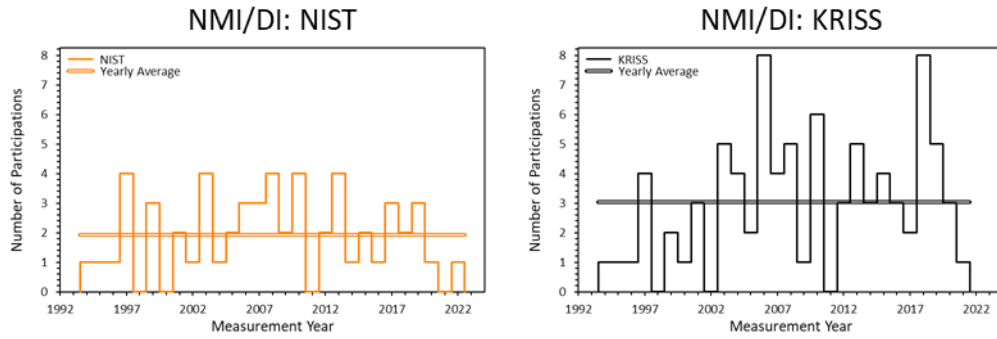 NMI/DI: NIST
8
7
6
5
4
3
2
1
0
Number of Participations
NIST
Yearly Average
1992 1997 2002 2007 2012 2017 2022
Measurement Year
NMI/DI: KRISS
8
7
6
5
4
3
2
1
0
Number of Participations
KRISS
Yearly Average
1992 1997 2002 2007 2012 2017 2022
Measurement Year